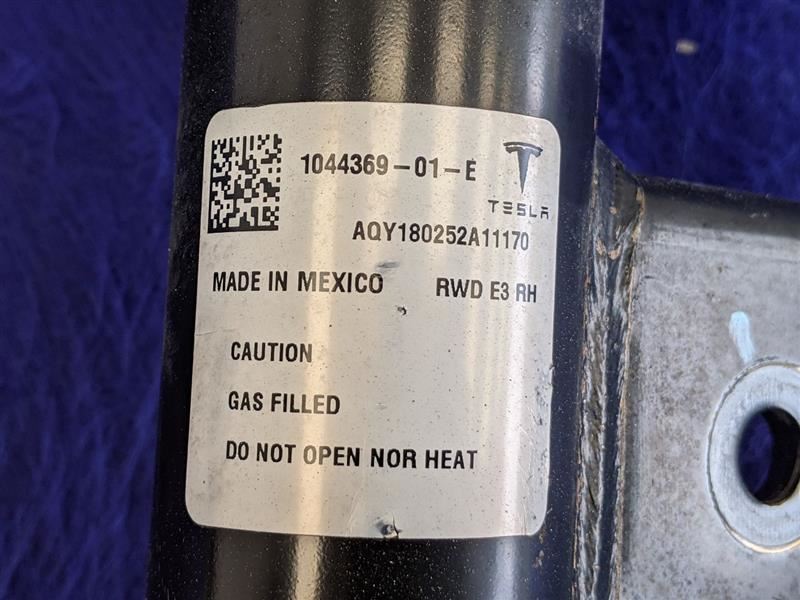 1044369-01-E
TESLA
AQY180252A11170
MADE IN MEXICO RWD E3 RH
CAUTION
GAS FILLED
DO NOT OPEN NOR HEAT